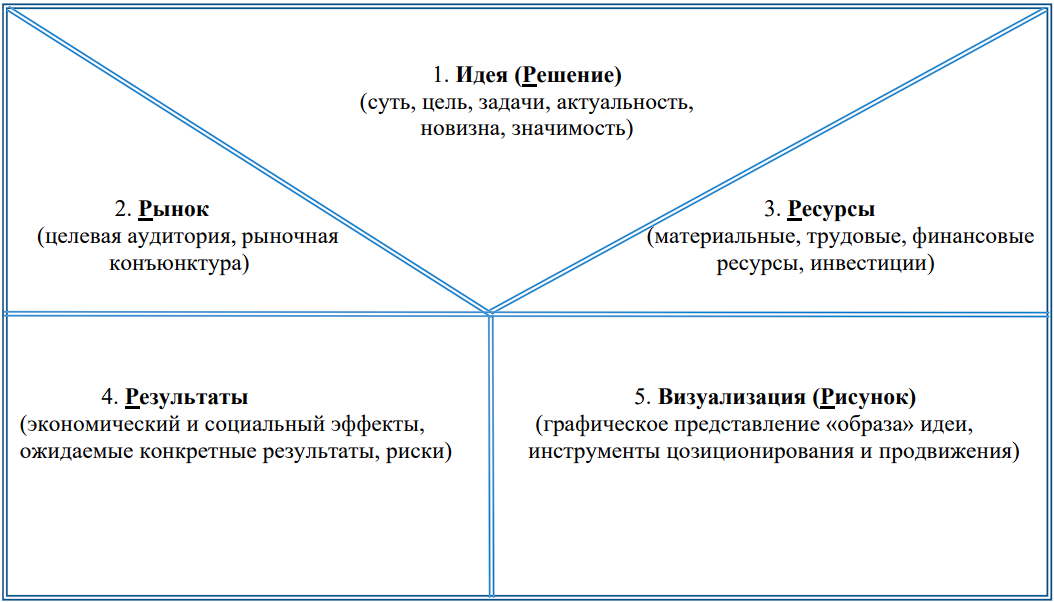 1. Идея (Решение)
(суть, цель, задачи, актуальность,
новизна, значимость)
2. Рынок
(целевая аудитория, рыночная
конъюнктура)
3. Ресурсы
(материальные, трудовые, финансовые
ресурсы, инвестиции)
4. Результаты
(экономический и социальный эффекты,
ожидаемые конкретные результаты, риски)
5. Визуализация (Рисунок)
(графическое представление «образа» идеи,
инструменты цозиционирования и продвижения)